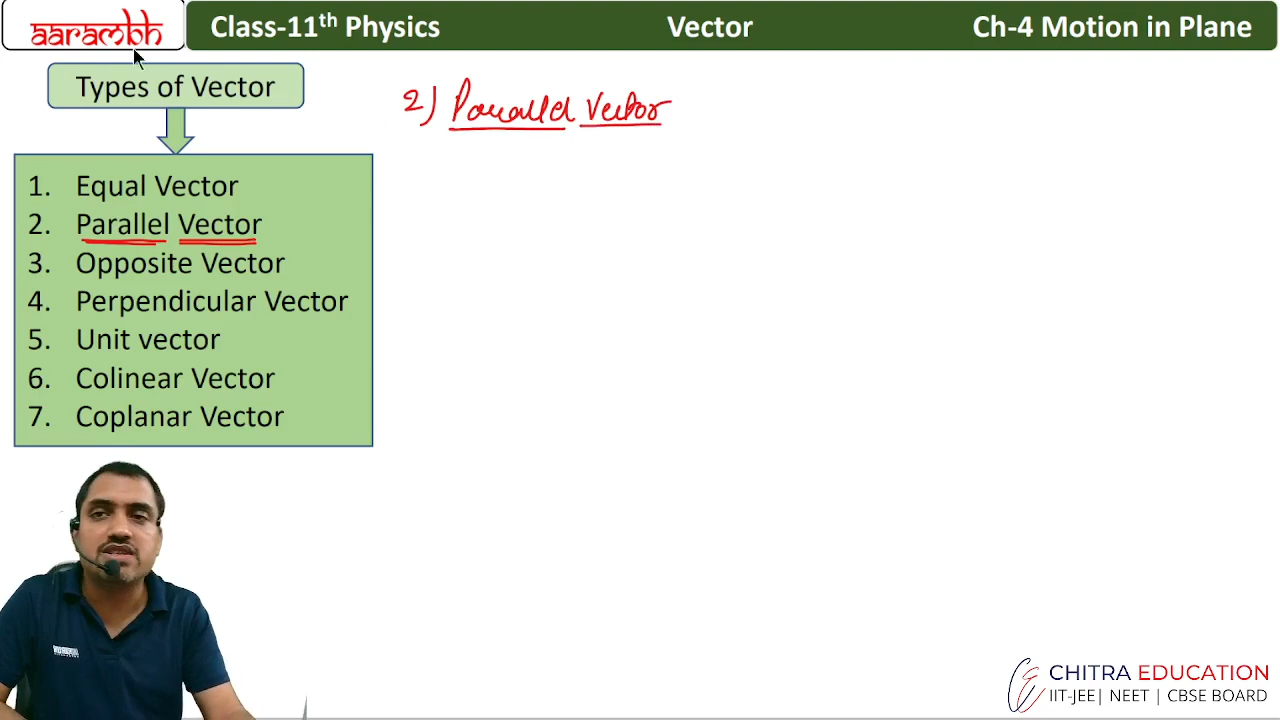 aarambh
Class-11th Physics
Vector
Ch-4 Motion in Plane
Types of Vector
1. Equal Vector
2. Parallel Vector
3. Opposite Vector
4. Perpendicular Vector
5. Unit vector
6. Colinear Vector
7. Coplanar Vector
2) Parallel Vector
CHITRA EDUCATION
IIT-JEE| NEET | CBSE BOARD